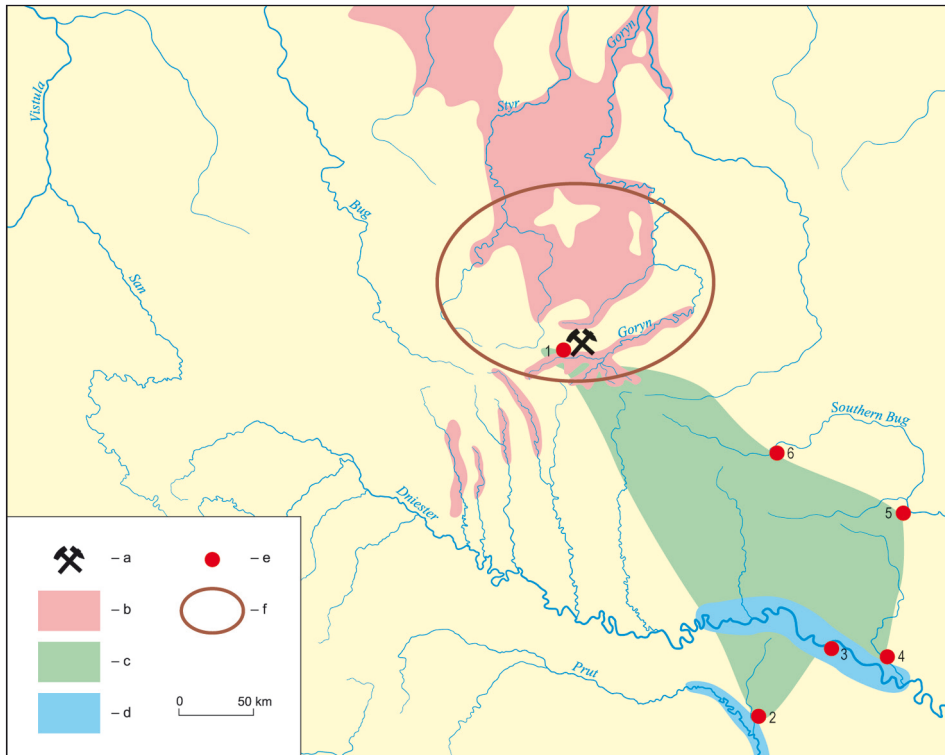 Goryn
Styr
Vistula
Bug
San
Goryn
1
Southern Bug
6
5
Dniester
3
4
Prut
2
– a
– e
– b
– f
– c
0 50 km
– d